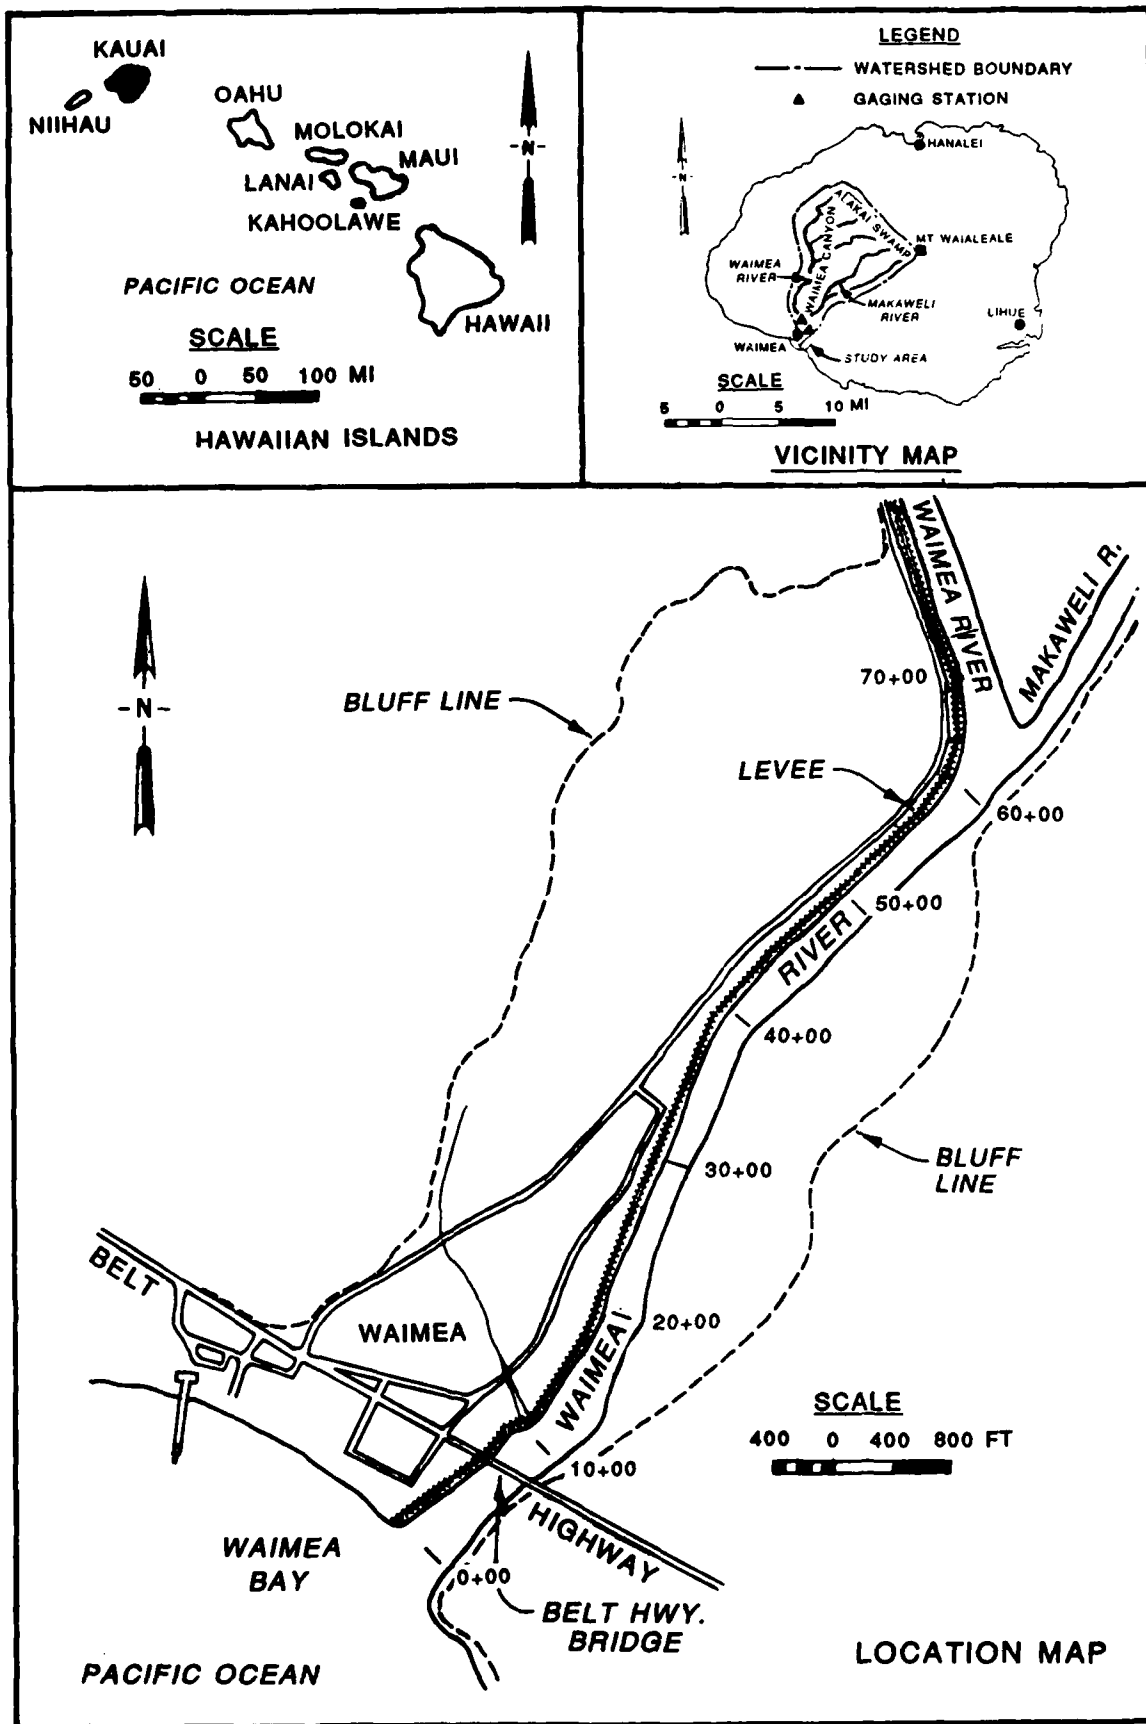 KAUAI
NIIHAU
OAHU
MOLOKAI
MAUI
LANAI
KAHOOLAWE
HAWAII
-N-
PACIFIC OCEAN
SCALE
50 0 50 100 MI
HAWAIIAN ISLANDS
LEGEND
WATERSHED BOUNDARY
GAGING STATION
-N-
HANALEI
ALAKAI SWAMP
MT WAIALEALE
WAIMEA CANYON
WAIMEA
RIVER
MAKAWELI
RIVER
LIHUE
WAIMEA
STUDY AREA
SCALE
5 0 5 10 MI
VICINITY MAP
WAIMEA RIVER
MAKAWELI R.
-N-
BLUFF LINE
70+00
LEVEE
60+00
50+00
RIVER
40+00
30+00
BLUFF
LINE
BELT
WAIMEA
20+00
WAIMEA
SCALE
400 0 400 800 FT
10+00
HIGHWAY
WAIMEA
BAY
0+00
BELT HWY.
BRIDGE
PACIFIC OCEAN
LOCATION MAP